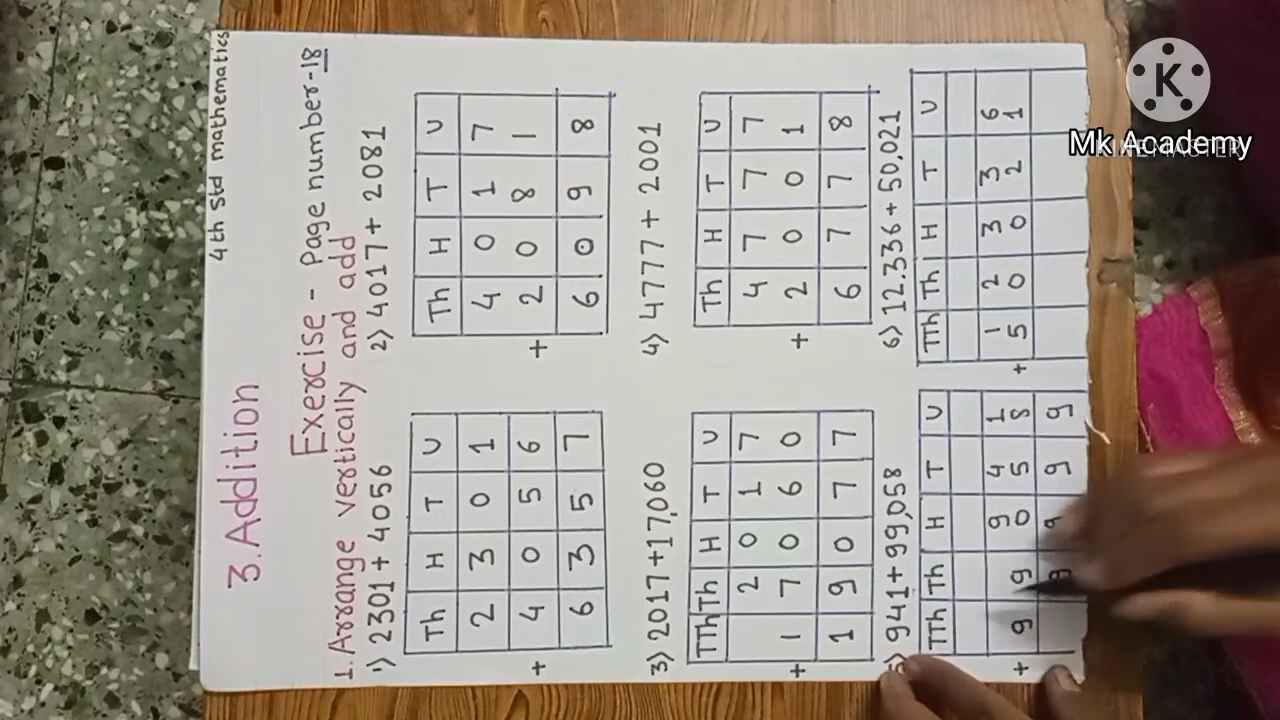 4th Std mathematics
3. Addition
Exercise - Page number-18
1. Arrange vertically and add
1) 2301 + 4056
Th H T U
2 3 0 1
+ 4 0 5 6
6 3 5 7
2) 4017 + 2081
Th H T U
4 0 1 7
+ 2 0 8 1
6 0 9 8
3) 2017 + 17,060
TTh Th H T U
2 0 1 7
+ 1 7 0 6 0
1 9 0 7 7
4) 4777 + 2001
Th H T U
4 7 7 7
+ 2 0 0 1
6 7 7 8
5) 941 + 99,058
TTh Th H T U
9 4 1
+ 9 9 0 5 8
9 9 9 9
6) 12.336 + 50,021
TTh Th H T U
1 2 3 3 6
+ 5 0 0 2 1
K
Mk Academy
KINEMASTER